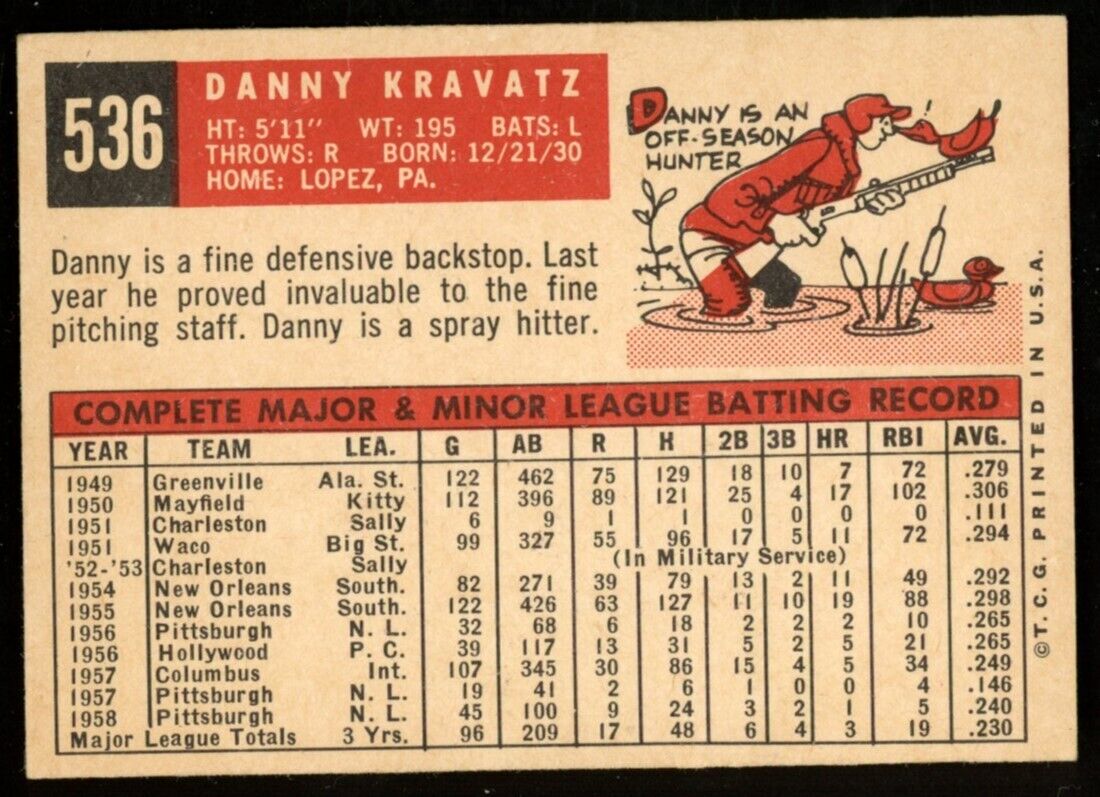 536
DANNY KRAVATZ
HT: 5'11" WT: 195 BATS: L
THROWS: R BORN: 12/21/30
HOME: LOPEZ, PA.
DANNY IS AN
OFF-SEASON
HUNTER
!
Danny is a fine defensive backstop. Last
year he proved invaluable to the fine
pitching staff. Danny is a spray hitter.
COMPLETE MAJOR & MINOR LEAGUE BATTING RECORD
YEAR TEAM LEA. G AB R H 2B 3B HR RBI AVG.
1949 Greenville Ala. St. 122 462 75 129 18 10 7 72 .279
1950 Mayfield Kitty 112 396 89 121 25 4 17 102 .306
1951 Charleston Sally 6 9 1 1 0 0 0 0 .111
1951 Waco Big St. 99 327 55 96 17 5 11 72 .294
'52-'53 Charleston Sally (In Military Service)
1954 New Orleans South. 82 271 39 79 13 2 11 49 .292
1955 New Orleans South. 122 426 63 127 11 10 19 88 .298
1956 Pittsburgh N. L. 32 68 6 18 2 2 2 10 .265
1956 Hollywood P. C. 39 117 13 31 5 2 5 21 .265
1957 Columbus Int. 107 345 30 86 15 4 5 34 .249
1957 Pittsburgh N. L. 19 41 2 6 1 0 0 4 .146
1958 Pittsburgh N. L. 45 100 9 24 3 2 1 5 .240
Major League Totals 3 Yrs. 96 209 17 48 6 4 3 19 .230
©T. C. G. PRINTED IN U.S.A.